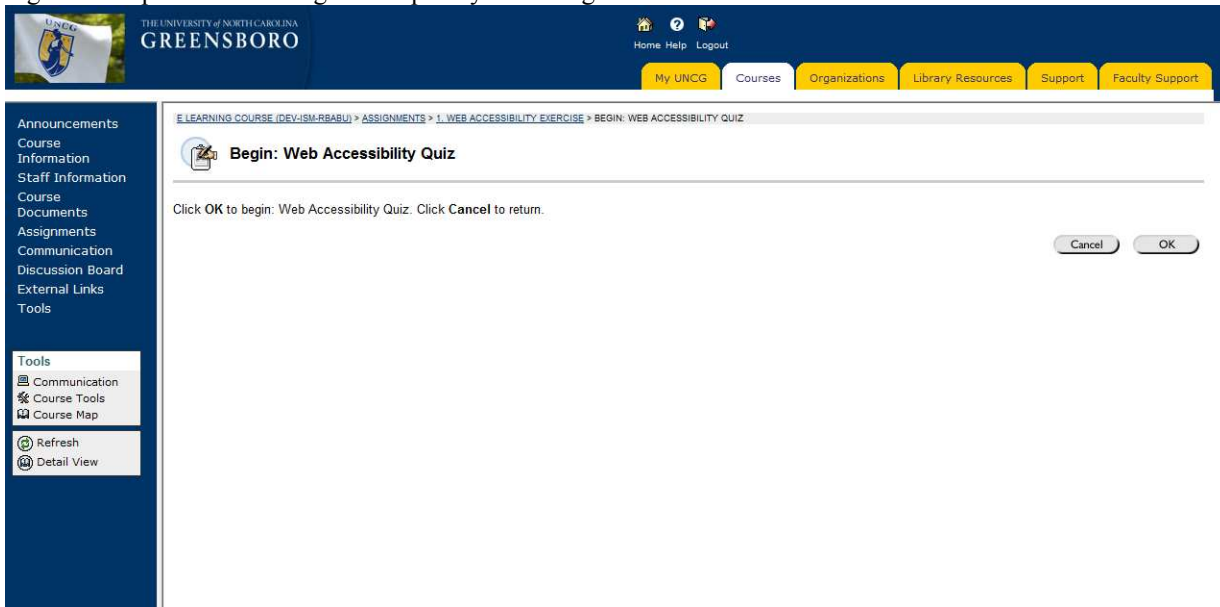 UNCG
THE UNIVERSITY of NORTH CAROLINA
GREENSBORO
Home Help Logout
My UNCG Courses Organizations Library Resources Support Faculty Support
Announcements
Course
Information
Staff Information
Course
Documents
Assignments
Communication
Discussion Board
External Links
Tools
Tools
Communication
Course Tools
Course Map
Refresh
Detail View
E LEARNING COURSE (DEV-ISM-RBABU) > ASSIGNMENTS > 1. WEB ACCESSIBILITY EXERCISE > BEGIN: WEB ACCESSIBILITY QUIZ
Begin: Web Accessibility Quiz
Click OK to begin: Web Accessibility Quiz. Click Cancel to return.
Cancel OK